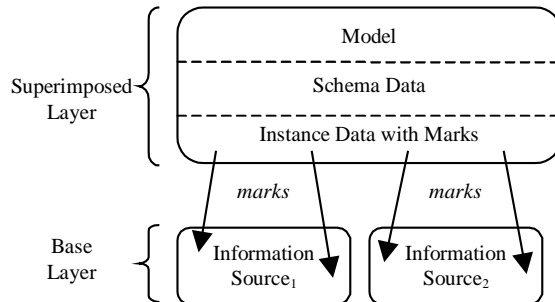 Model
Superimposed
Layer
Schema Data
Instance Data with Marks
marks
marks
Base
Layer
Information
Source1
Information
Source2